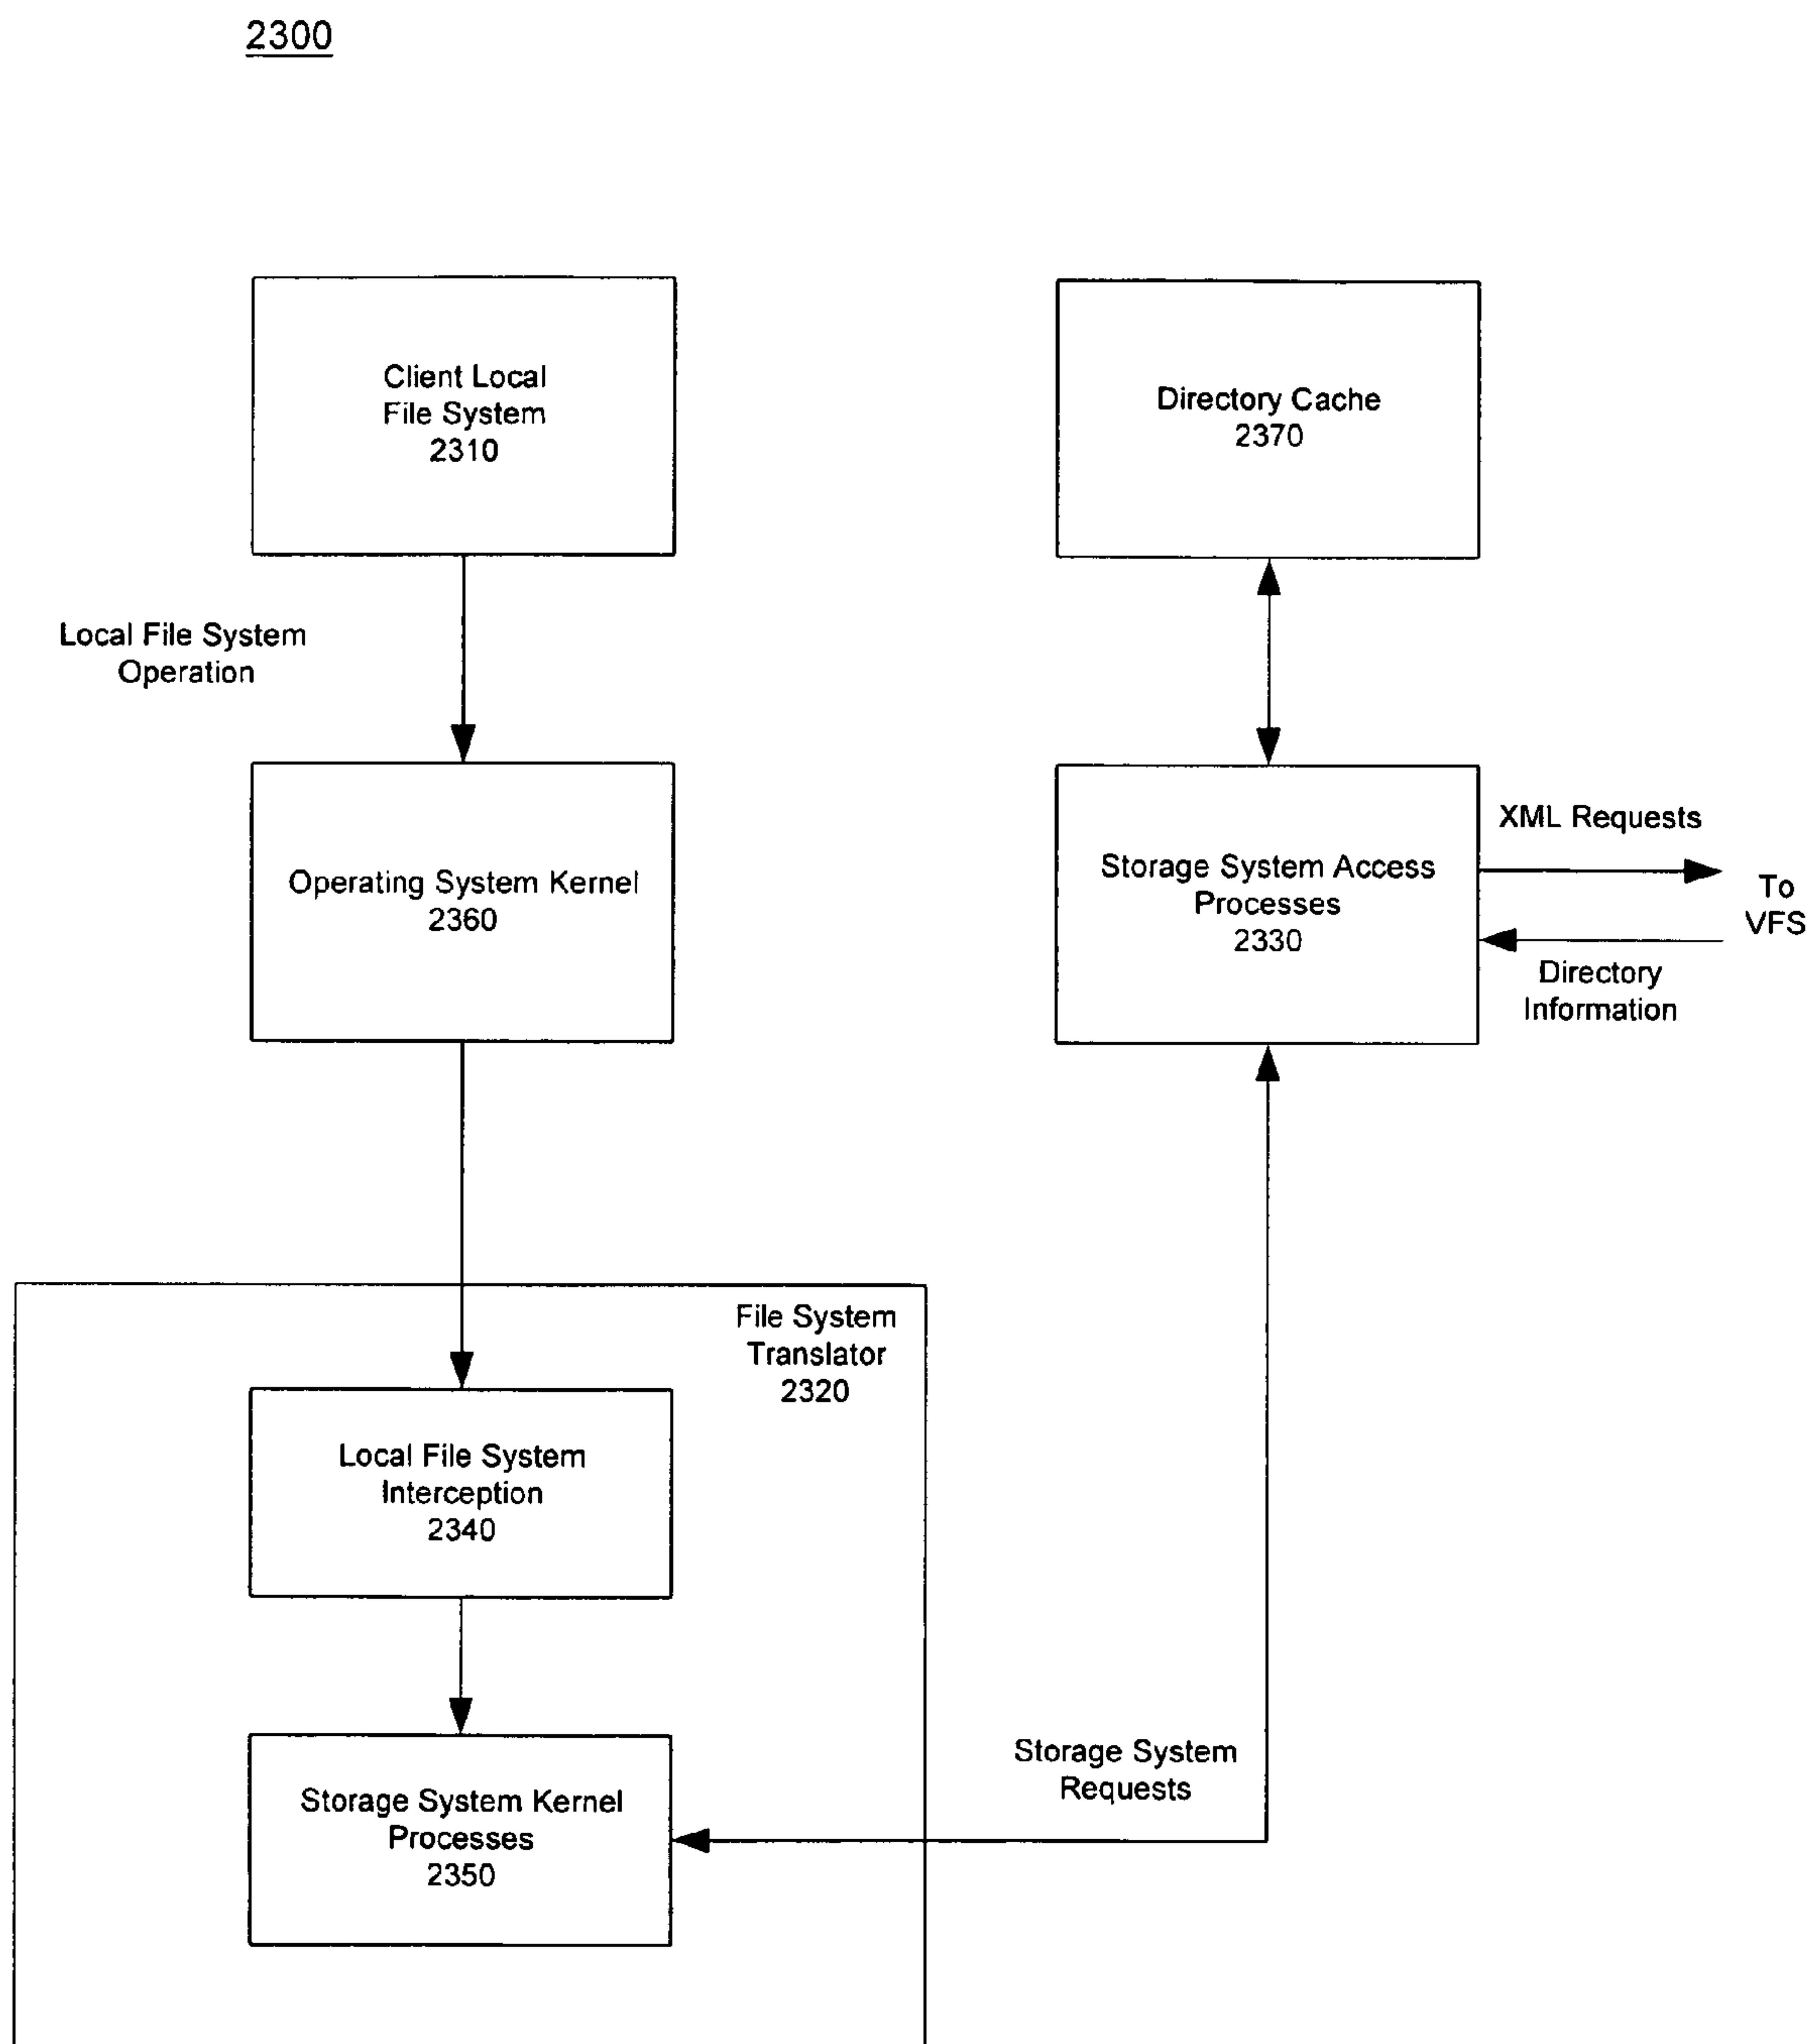 2300
Client Local
File System
2310
Directory Cache
2370
Local File System
Operation
Operating System Kernel
2360
Storage System Access
Processes
2330
XML Requests
To
VFS
Directory
Information
File System
Translator
2320
Local File System
Interception
2340
Storage System Kernel
Processes
2350
Storage System
Requests